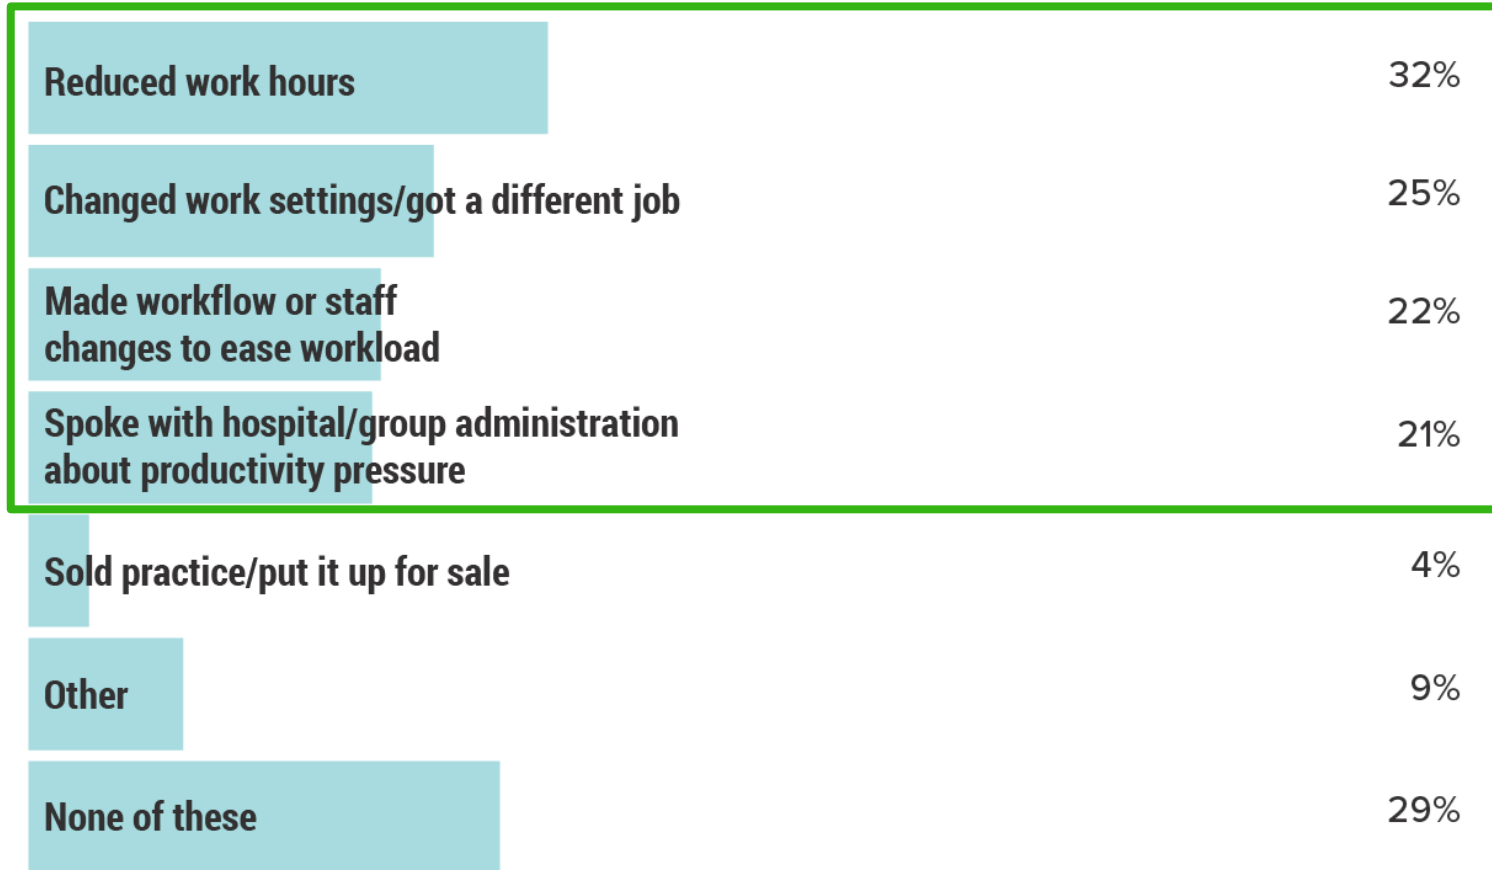 Reduced work hours 32%
Changed work settings/got a different job 25%
Made workflow or staff
changes to ease workload 22%
Spoke with hospital/group administration
about productivity pressure 21%
Sold practice/put it up for sale 4%
Other 9%
None of these 29%